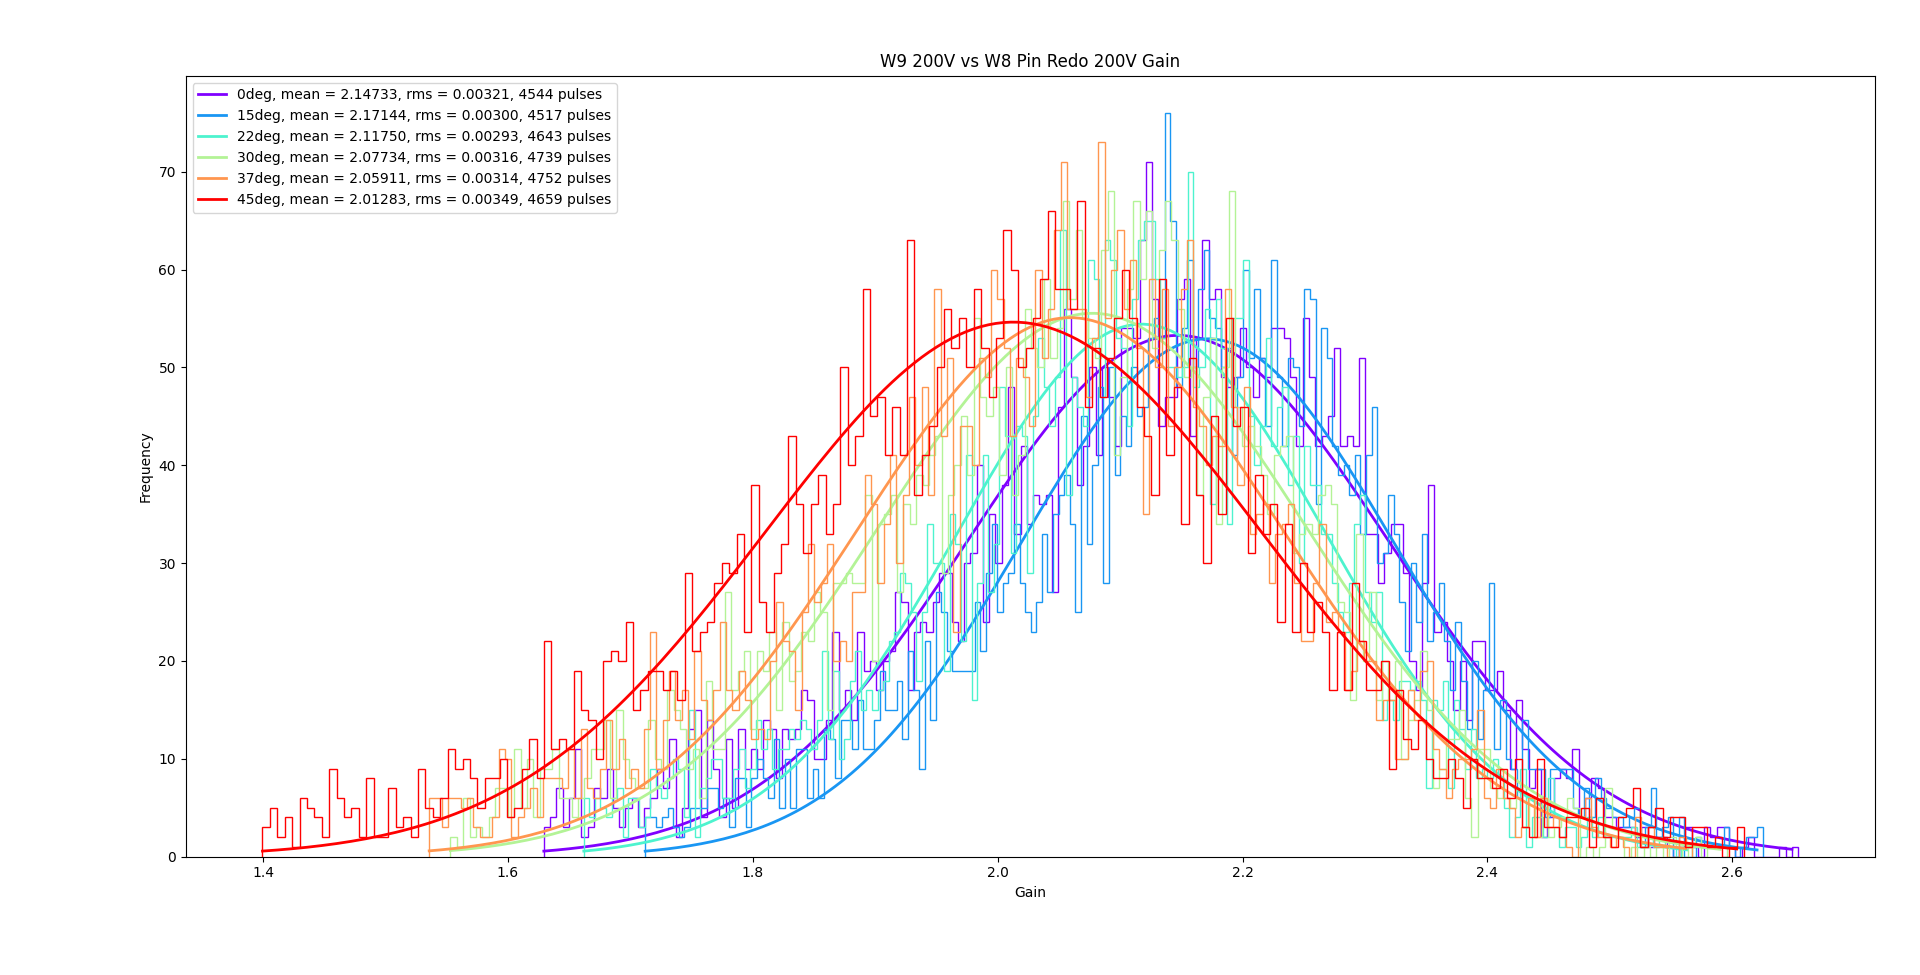 W9 200V vs W8 Pin Redo 200V Gain
0deg, mean = 2.14733, rms = 0.00321, 4544 pulses
15deg, mean = 2.17144, rms = 0.00300, 4517 pulses
22deg, mean = 2.11750, rms = 0.00293, 4643 pulses
30deg, mean = 2.07734, rms = 0.00316, 4739 pulses
37deg, mean = 2.05911, rms = 0.00314, 4752 pulses
45deg, mean = 2.01283, rms = 0.00349, 4659 pulses
70
60
50
40
30
20
10
0
Frequency
1.4 1.6 1.8 2.0 2.2 2.4 2.6
Gain